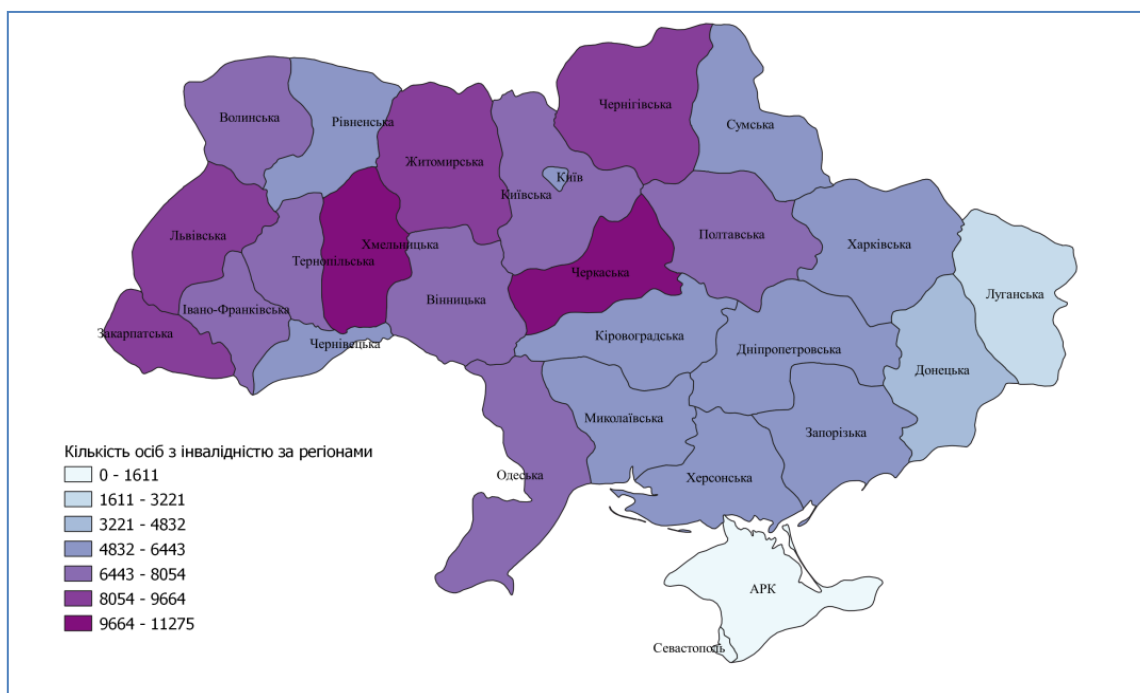 Чернігівська
Волинська
Рівненська
Сумська
Житомирська
Київ
Київська
Львівська
Хмельницька
Полтавська
Харківська
Тернопільська
Черкаська
Вінницька
Луганська
Івано-Франківська
Закарпатська
Чернівецька
Кіровоградська
Дніпропетровська
Донецька
Миколаївська
Запорізька
Одеська
Херсонська
АРК
Севастополь
Кількість осіб з інвалідністю за регіонами
0 - 1611
1611 - 3221
3221 - 4832
4832 - 6443
6443 - 8054
8054 - 9664
9664 - 11275